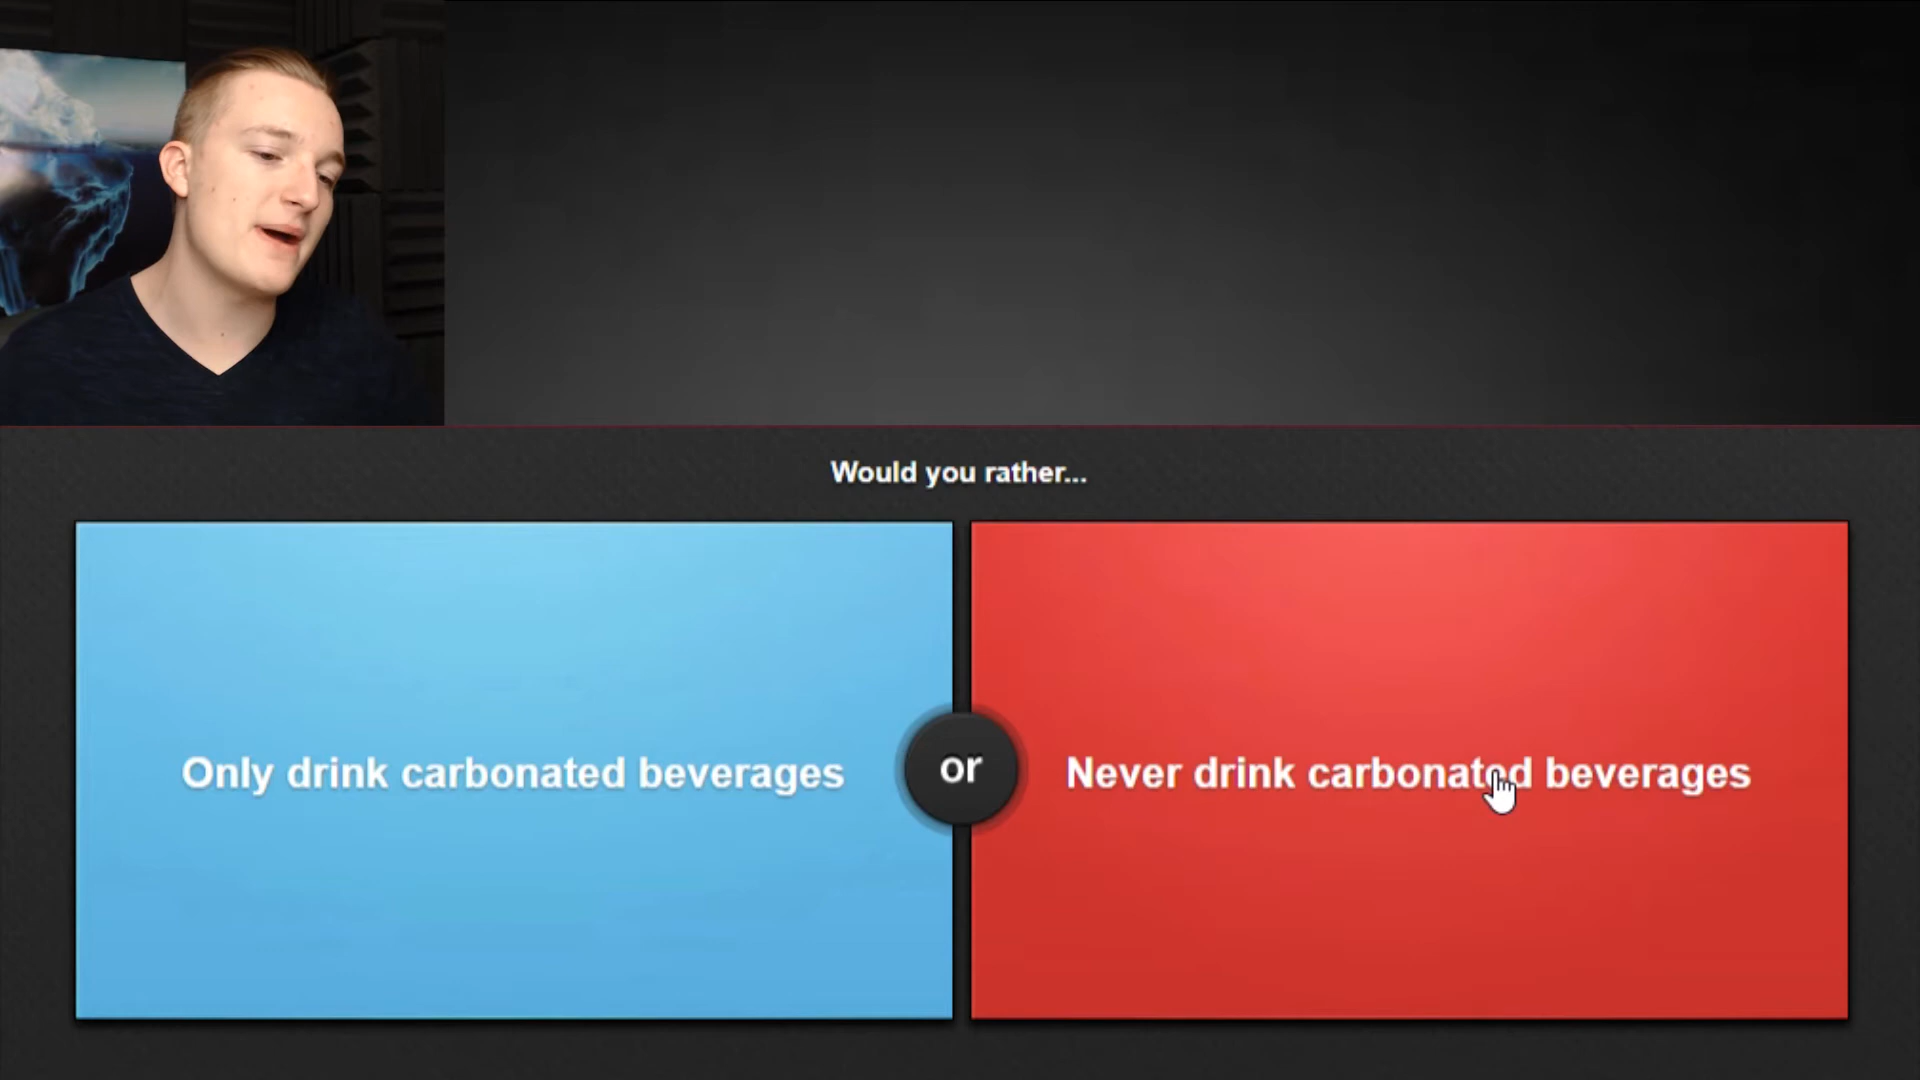 Would you rather...
Only drink carbonated beverages
or
Never drink carbonated beverages